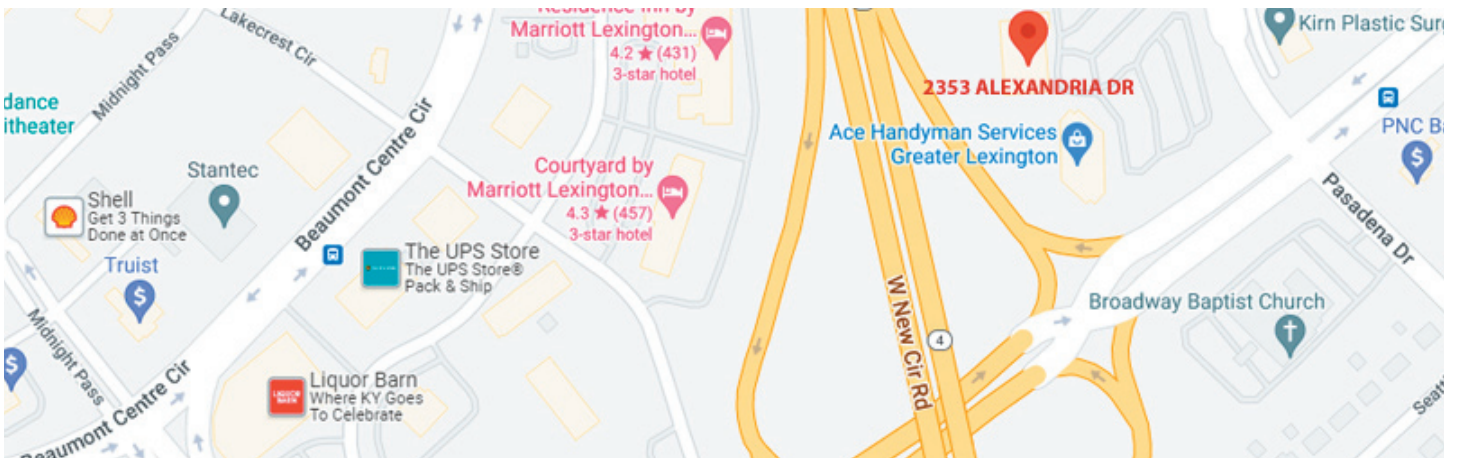 Residence Inn by
Marriott Lexington...
4.2 ★ (431)
3-star hotel
Lakecrest Cir
Midnight Pass
dance
itheater
Kirn Plastic Sur
2353 ALEXANDRIA DR
PNC Ba
Ace Handyman Services
Greater Lexington
Beaumont Centre Cir
Stantec
Courtyard by
Marriott Lexington...
4.3 ★ (457)
3-star hotel
Shell
Get 3 Things
Done at Once
Pasadena Dr
The UPS Store
The UPS Store®
Pack & Ship
Truist
$
$
$
W New Cir Rd
4
Broadway Baptist Church
Midnight Pass
LIQUOR
BARN
Liquor Barn
Where KY Goes
To Celebrate
Beaumont Centre Cir
Seatt